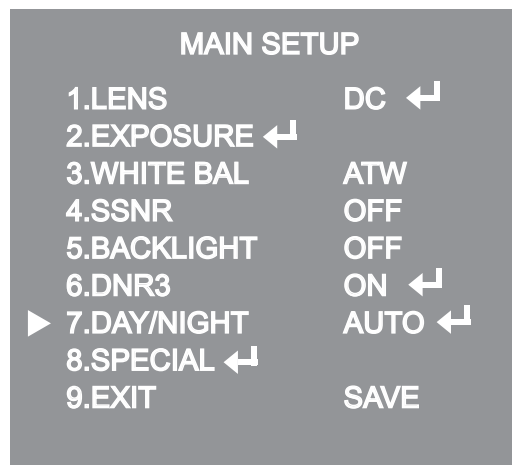 MAIN SETUP
1.LENS DC ↵
2.EXPOSURE ↵
3.WHITE BAL ATW
4.SSNR OFF
5.BACKLIGHT OFF
6.DNR3 ON ↵
▶ 7.DAY/NIGHT AUTO ↵
8.SPECIAL ↵
9.EXIT SAVE